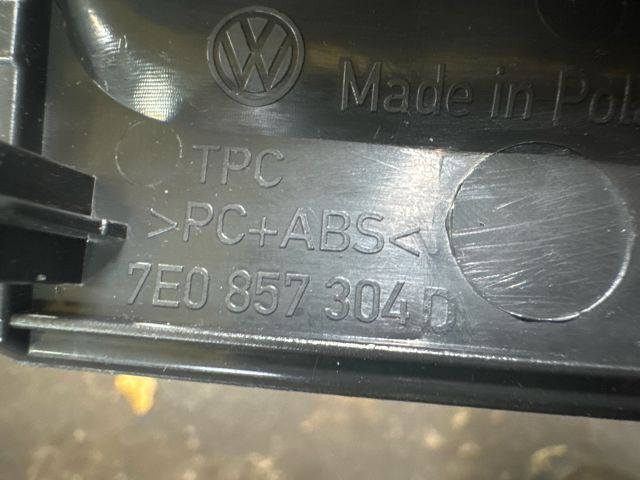 Made in Pol
TPC
>PC+ABS<
7E0 857 304 D